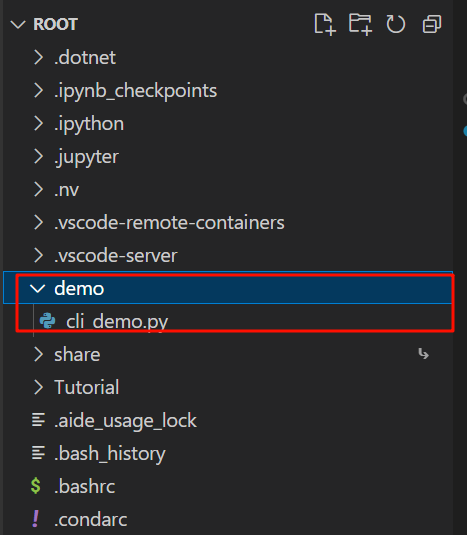 ROOT
.dotnet
.ipynb_checkpoints
.ipython
.jupyter
.nv
.vscode-remote-containers
.vscode-server
demo
cli_demo.py
share
Tutorial
.aide_usage_lock
.bash_history
$ .bashrc
! .condarc